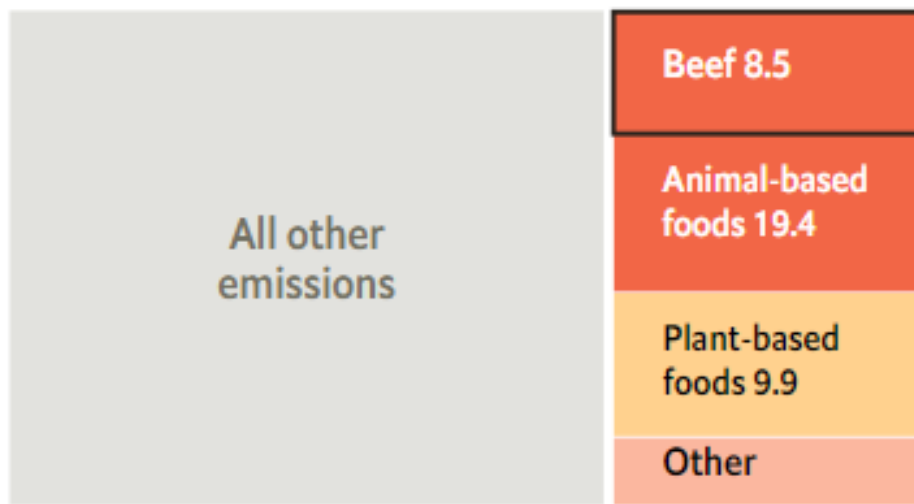 All other
emissions
Beef 8.5
Animal-based
foods 19.4
Plant-based
foods 9.9
Other